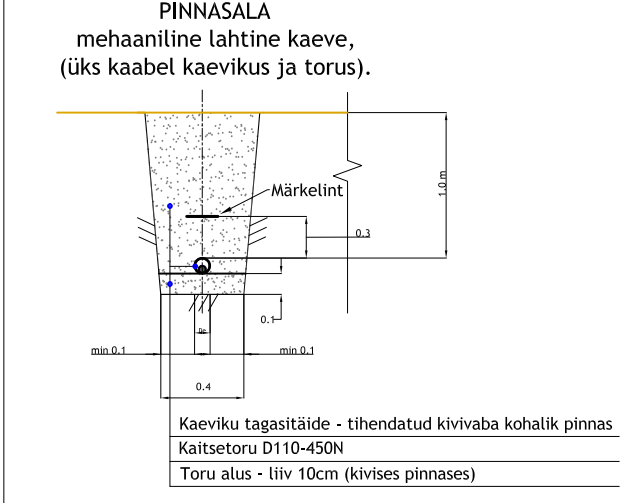 PINNASALA
mehaaniline lahtine kaeve,
(üks kaabel kaevikus ja torus).
Märkelint
1.0 m
0.3
0.1
De
min 0.1
min 0.1
0.4
Kaeviku tagasitäide - tihendatud kivivaba kohalik pinnas
Kaitsetoru D110-450N
Toru alus - liiv 10cm (kivises pinnases)